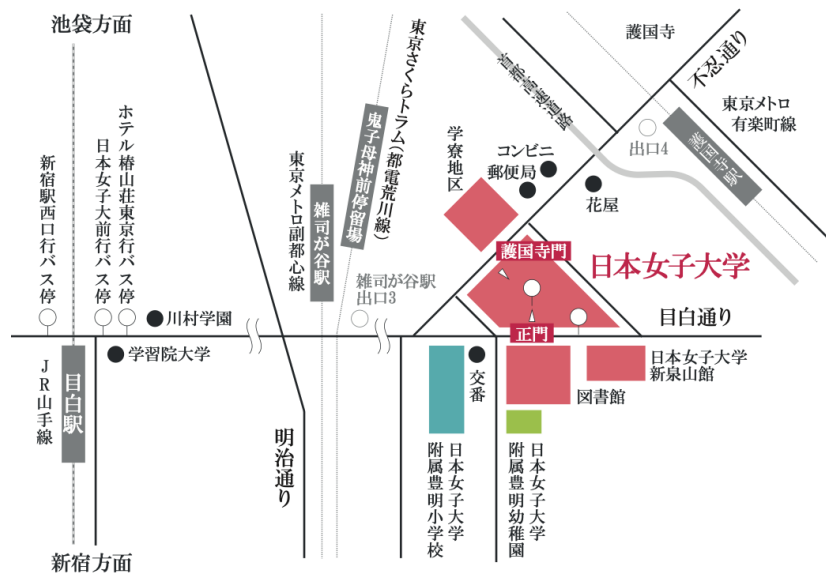 池袋方面
護国寺
不忍通り
首都高速道路
東京さくらトラム(都電荒川線)
鬼子母神前停留場
東京メトロ
有楽町線
護国寺駅
出口4
学寮地区
コンビニ
郵便局
花屋
ホテル椿山荘東京行バス停
日本女子大前行バス停
新宿駅西口行バス停
東京メトロ副都心線
雑司が谷駅
雑司が谷駅
出口3
護国寺門
日本女子大学
正門
目白通り
川村学園
学習院大学
JR山手線
目白駅
明治通り
交番
図書館
日本女子大学
新泉山館
日本女子大学
附属豊明小学校
日本女子大学
附属豊明幼稚園
新宿方面